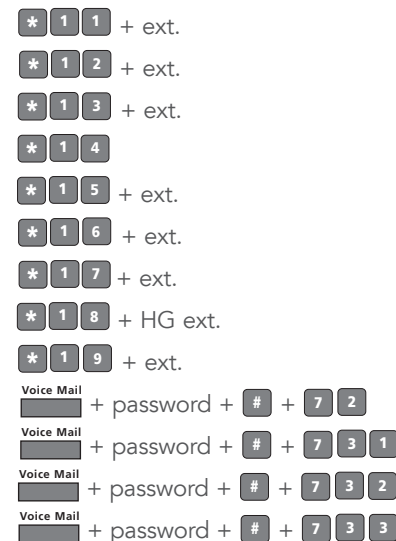 * 1 1 + ext.
* 1 2 + ext.
* 1 3 + ext.
* 1 4
* 1 5 + ext.
* 1 6 + ext.
* 1 7 + ext.
* 1 8 + HG ext.
* 1 9 + ext.
Voice Mail
+ password + # + 7 2
Voice Mail
+ password + # + 7 3 1
Voice Mail
+ password + # + 7 3 2
Voice Mail
+ password + # + 7 3 3